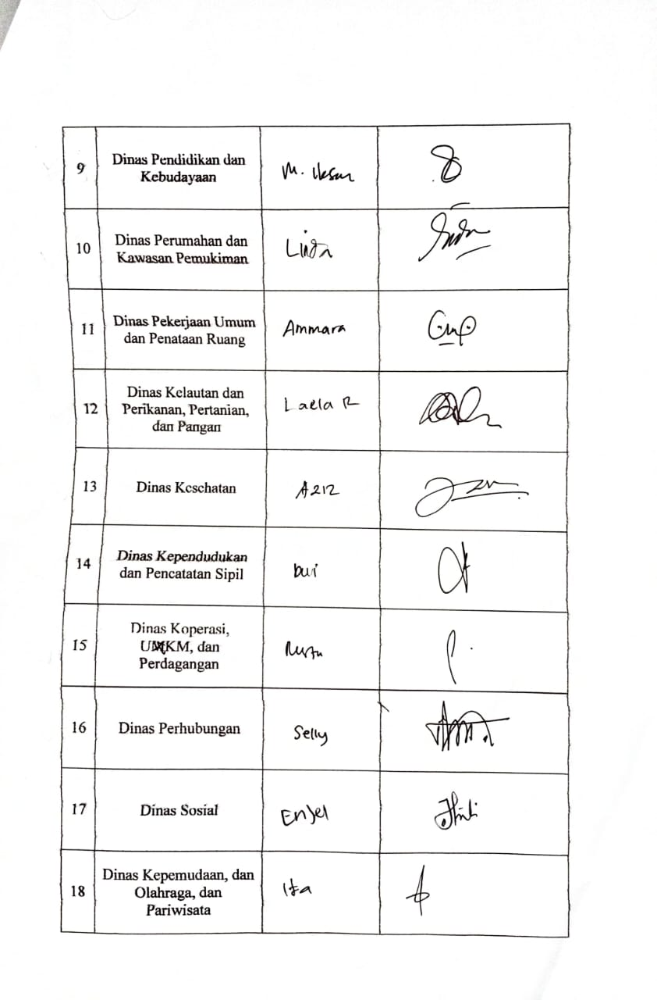 9
Dinas Pendidikan dan
Kebudayaan
M. Iksan
10
Dinas Perumahan dan
Kawasan Pemukiman
Linda
11
Dinas Pekerjaan Umum
dan Penataan Ruang
Ammara
12
Dinas Kelautan dan
Perikanan, Pertanian,
dan Pangan
Laela R
13
Dinas Kesehatan
Aziz
14
Dinas Kependudukan
dan Pencatatan Sipil
15
Dinas Koperasi,
UMKM, dan
Perdagangan
16
Dinas Perhubungan
Selly
17
Dinas Sosial
Enjel
18
Dinas Kepemudaan, dan
Olahraga, dan
Pariwisata
Ita